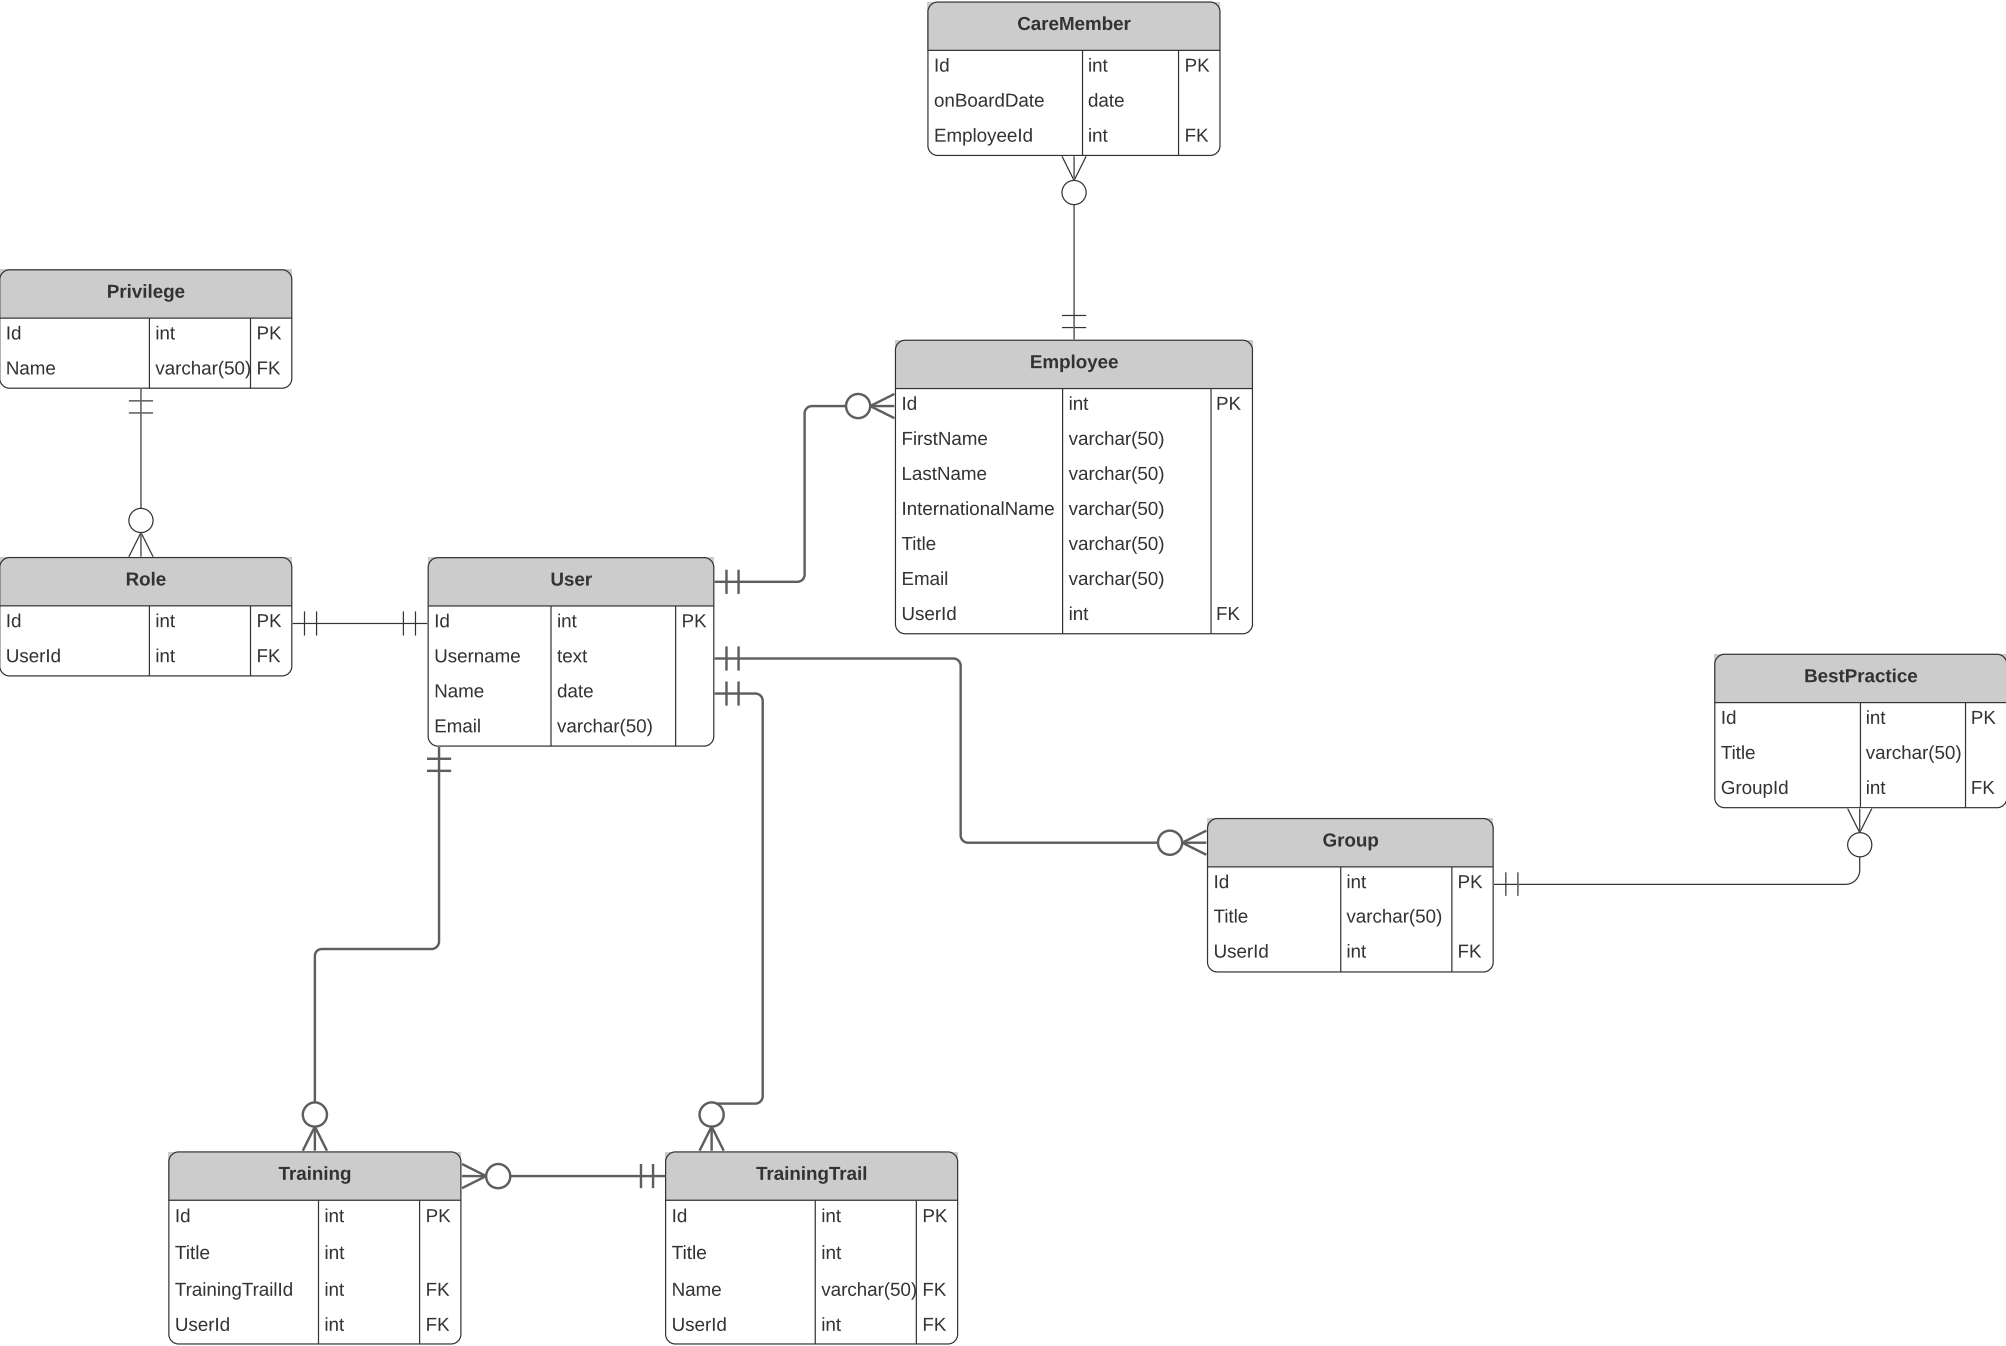 CareMember
Id int PK
onBoardDate date
EmployeeId int FK
Privilege
Id int PK
Name varchar(50) FK
Employee
Id int PK
FirstName varchar(50)
LastName varchar(50)
InternationalName varchar(50)
Title varchar(50)
Email varchar(50)
UserId int FK
Role
Id int PK
UserId int FK
User
Id int PK
Username text
Name date
Email varchar(50)
BestPractice
Id int PK
Title varchar(50)
GroupId int FK
Group
Id int PK
Title varchar(50)
UserId int FK
Training
Id int PK
Title int
TrainingTrailId int FK
UserId int FK
TrainingTrail
Id int PK
Title int
Name varchar(50) FK
UserId int FK